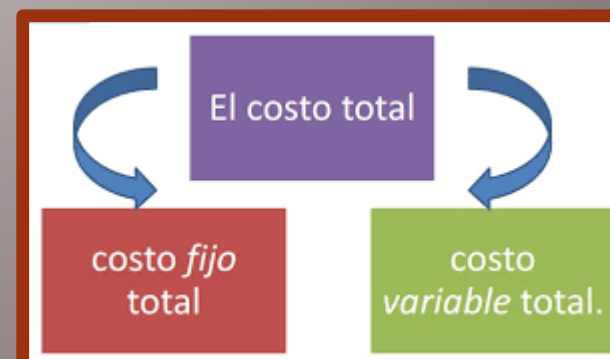 El costo total
costo fijo
total
costo
variable total.